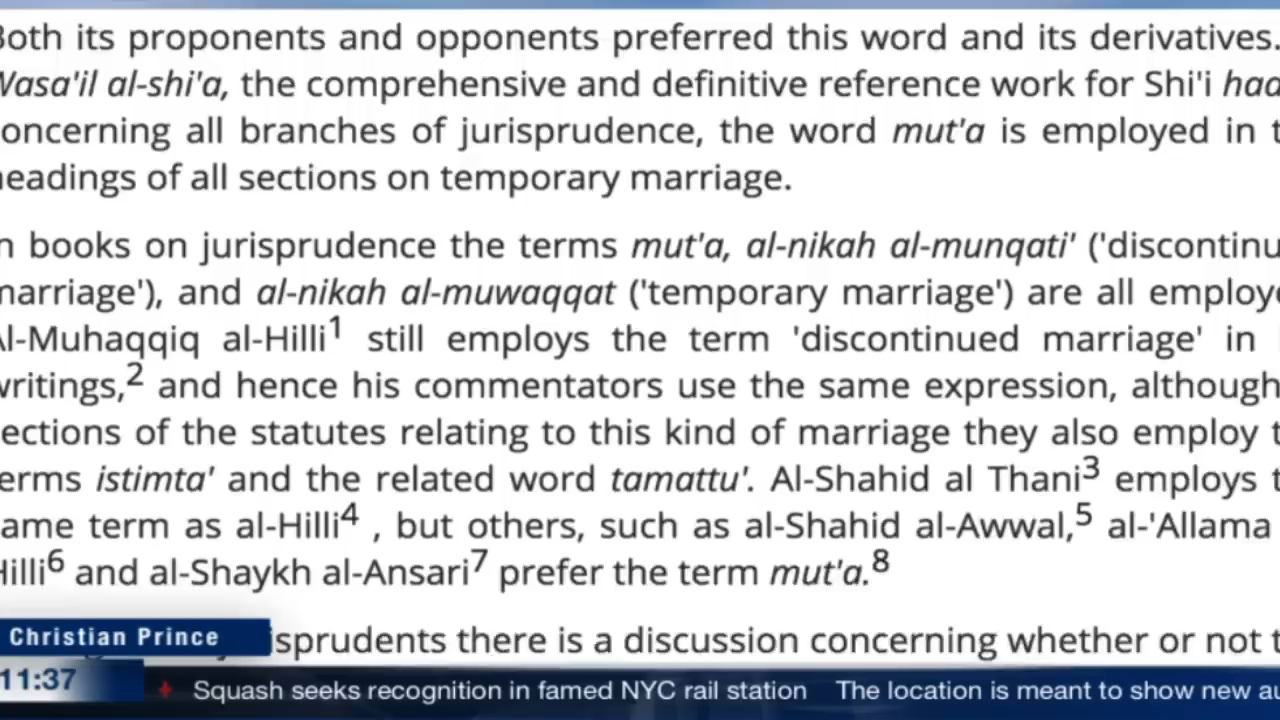 Both its proponents and opponents preferred this word and its derivatives.
Wasa'il al-shi'a, the comprehensive and definitive reference work for Shi'i
concerning all branches of jurisprudence, the word mut'a is employed in
headings of all sections on temporary marriage.
In books on jurisprudence the terms mut'a, al-nikah al-munqati' ('discontinu
marriage'), and al-nikah al-muwaqqat ('temporary marriage') are all employe
Al-Muhaqqiq al-Hilli1 still employs the term 'discontinued marriage' in
writings,2 and hence his commentators use the same expression, although
sections of the statutes relating to this kind of marriage they also employ
terms istimta' and the related word tamattu'. Al-Shahid al Thani3 employs
same term as al-Hilli4 , but others, such as al-Shahid al-Awwal,5 al-'Allama
Hilli6 and al-Shaykh al-Ansari7 prefer the term mut'a.8
isprudents there is a discussion concerning whether or not
Christian Prince
11:37
Squash seeks recognition in famed NYC rail station The location is meant to show new au